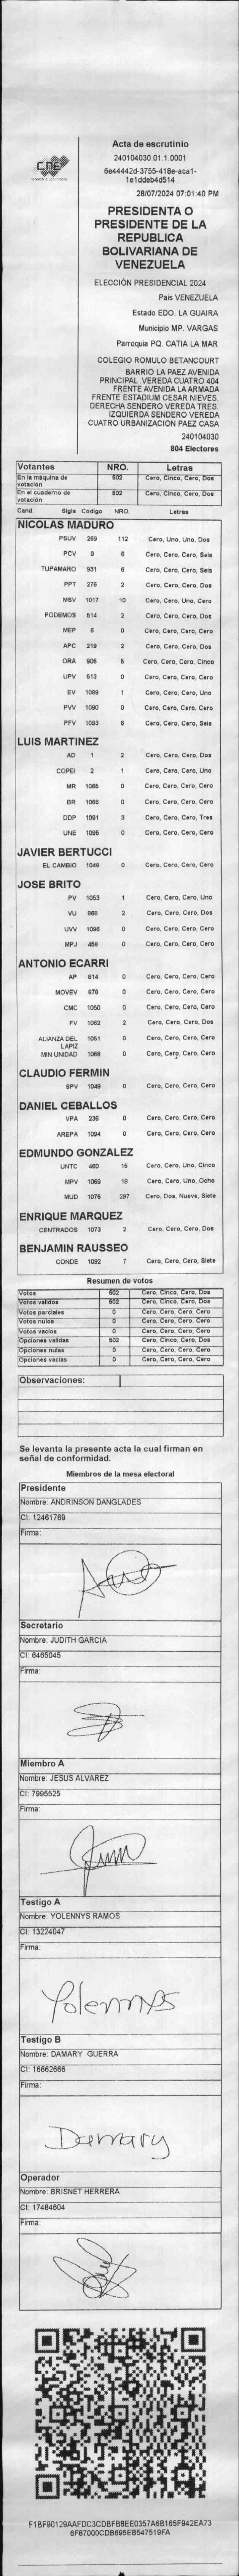 CNE
Acta de escrutinio
240104030.01.1.0001
6e44442d-3755-418e-aca1-
1e1ddeb4d514
28/07/2024 07:01:40 PM
PRESIDENTA O
PRESIDENTE DE LA
REPUBLICA
BOLIVARIANA DE
VENEZUELA
ELECCIÓN PRESIDENCIAL 2024
País VENEZUELA
Estado EDO. LA GUAIRA
Municipio MP. VARGAS
Parroquia PQ. CATIA LA MAR
COLEGIO ROMULO BETANCOURT
BARRIO LA PAEZ AVENIDA
PRINCIPAL ,VEREDA CUATRO 404
FRENTE AVENIDA LA ARMADA
FRENTE ESTADIUM CESAR NIEVES.
DERECHA SENDERO VEREDA TRES.
IZQUIERDA SENDERO VEREDA
CUATRO URBANIZACION PAEZ CASA
240104030
804 Electores
Votantes NRO. Letras
En la máquina de votación 502 Cero, Cinco, Cero, Dos
En el cuaderno de votación 502 Cero, Cinco, Cero, Dos
Cand. Sigla Codigo NRO. Letras
NICOLAS MADURO
PSUV 269 112 Cero, Uno, Uno, Dos
PCV 9 6 Cero, Cero, Cero, Seis
TUPAMARO 931 6 Cero, Cero, Cero, Seis
PPT 276 2 Cero, Cero, Cero, Dos
MSV 1017 10 Cero, Cero, Uno, Cero
PODEMOS 514 2 Cero, Cero, Cero, Dos
MEP 6 0 Cero, Cero, Cero, Cero
APC 219 2 Cero, Cero, Cero, Dos
ORA 906 5 Cero, Cero, Cero, Cinco
UPV 513 0 Cero, Cero, Cero, Cero
EV 1089 1 Cero, Cero, Cero, Uno
PVV 1090 0 Cero, Cero, Cero, Cero
PFV 1093 6 Cero, Cero, Cero, Seis
LUIS MARTINEZ
AD 1 2 Cero, Cero, Cero, Dos
COPEI 2 1 Cero, Cero, Cero, Uno
MR 1065 0 Cero, Cero, Cero, Cero
BR 1066 0 Cero, Cero, Cero, Cero
DDP 1091 3 Cero, Cero, Cero, Tres
UNE 1095 0 Cero, Cero, Cero, Cero
JAVIER BERTUCCI
EL CAMBIO 1048 0 Cero, Cero, Cero, Cero
JOSE BRITO
PV 1053 1 Cero, Cero, Cero, Uno
VU 868 2 Cero, Cero, Cero, Dos
UVV 1096 0 Cero, Cero, Cero, Cero
MPJ 458 0 Cero, Cero, Cero, Cero
ANTONIO ECARRI
AP 814 0 Cero, Cero, Cero, Cero
MOVEV 679 0 Cero, Cero, Cero, Cero
CMC 1050 0 Cero, Cero, Cero, Cero
FV 1062 2 Cero, Cero, Cero, Dos
ALIANZA DEL LAPIZ 1051 0 Cero, Cero, Cero, Cero
MIN UNIDAD 1068 0 Cero, Cero, Cero, Cero
CLAUDIO FERMIN
SPV 1049 0 Cero, Cero, Cero, Cero
DANIEL CEBALLOS
VPA 236 0 Cero, Cero, Cero, Cero
AREPA 1094 0 Cero, Cero, Cero, Cero
EDMUNDO GONZALEZ
UNTC 460 15 Cero, Cero, Uno, Cinco
MPV 1069 18 Cero, Cero, Uno, Ocho
MUD 1075 297 Cero, Dos, Nueve, Siete
ENRIQUE MARQUEZ
CENTRADOS 1073 2 Cero, Cero, Cero, Dos
BENJAMIN RAUSSEO
CONDE 1092 7 Cero, Cero, Cero, Siete
Resumen de votos
Votos 502 Cero, Cinco, Cero, Dos
Votos validos 502 Cero, Cinco, Cero, Dos
Votos parciales 0 Cero, Cero, Cero, Cero
Votos nulos 0 Cero, Cero, Cero, Cero
Votos vacios 0 Cero, Cero, Cero, Cero
Opciones validas 502 Cero, Cinco, Cero, Dos
Opciones nulas 0 Cero, Cero, Cero, Cero
Opciones vacias 0 Cero, Cero, Cero, Cero
Observaciones:
Se levanta la presente acta la cual firman en
señal de conformidad.
Miembros de la mesa electoral
Presidente
Nombre: ANDRINSON DANGLADES
CI: 12461769
Firma:
Secretario
Nombre: JUDITH GARCIA
CI: 6465045
Firma:
Miembro A
Nombre: JESUS ALVAREZ
CI: 7995525
Firma:
Testigo A
Nombre: YOLENNYS RAMOS
CI: 13224047
Firma:
Yolennys
Testigo B
Nombre: DAMARY GUERRA
CI: 16662666
Firma:
Damary
Operador
Nombre: BRISNET HERRERA
CI: 17484604
Firma:
F1BF90129AAFDC3CDBFB8EE0357A6B165F942EA73
6F87000CDB695EB547519FA